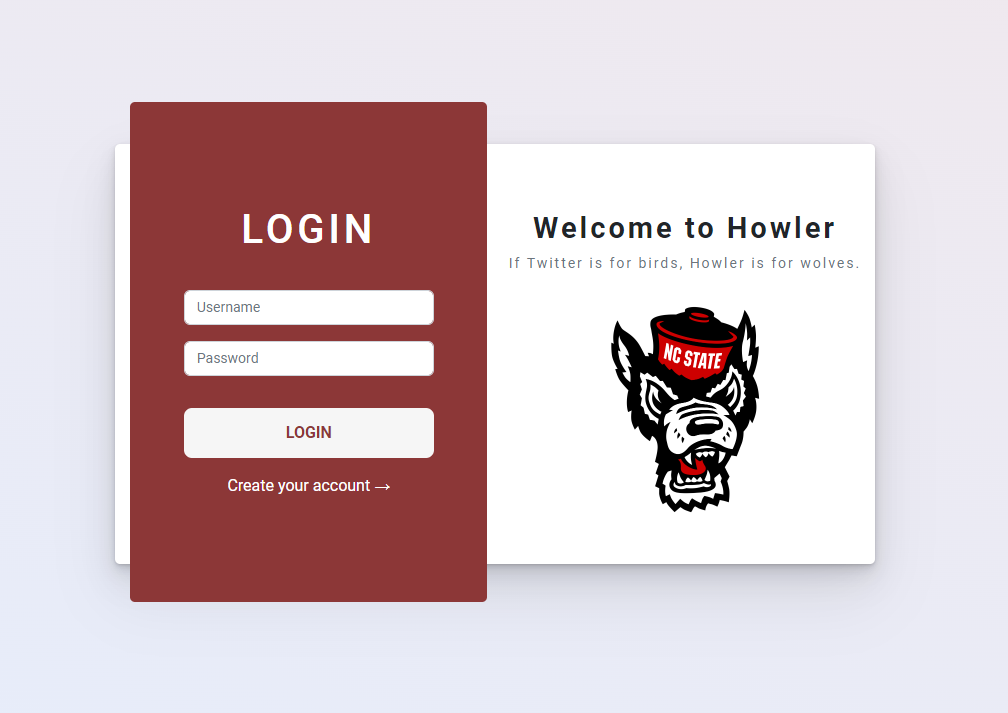 LOGIN
Username
Password
LOGIN
Create your account →
Welcome to Howler
If Twitter is for birds, Howler is for wolves.
NC STATE